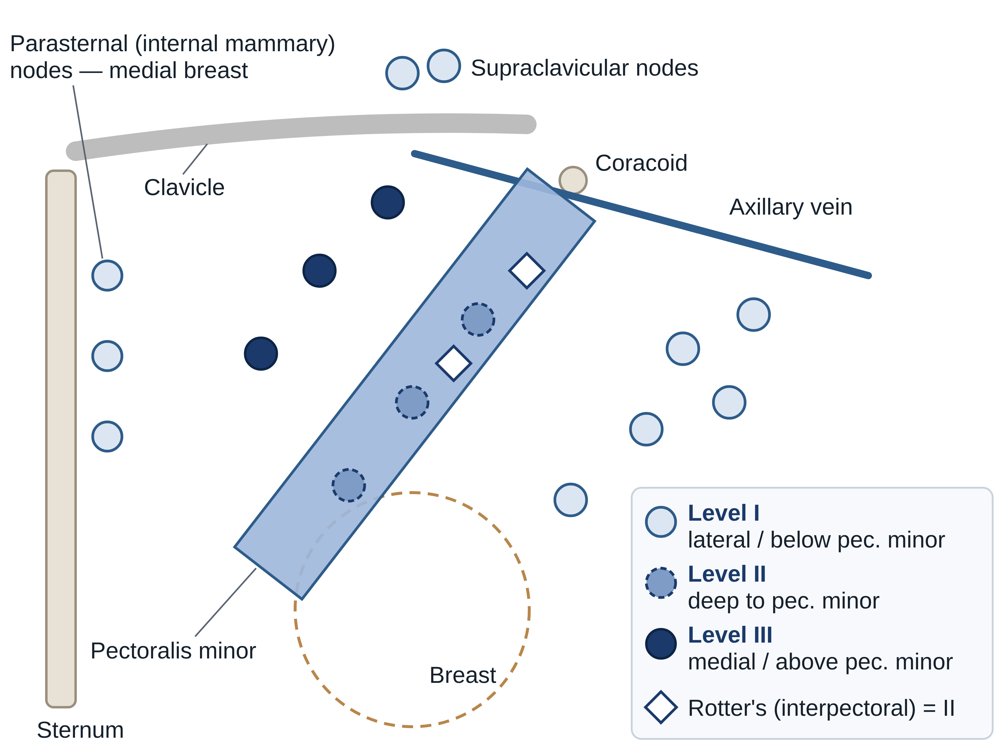 Parasternal (internal mammary)
nodes — medial breast
Supraclavicular nodes
Coracoid
Clavicle
Axillary vein
Level I
lateral / below pec. minor
Level II
deep to pec. minor
Level III
medial / above pec. minor
Rotter's (interpectoral) = II
Pectoralis minor
Breast
Sternum